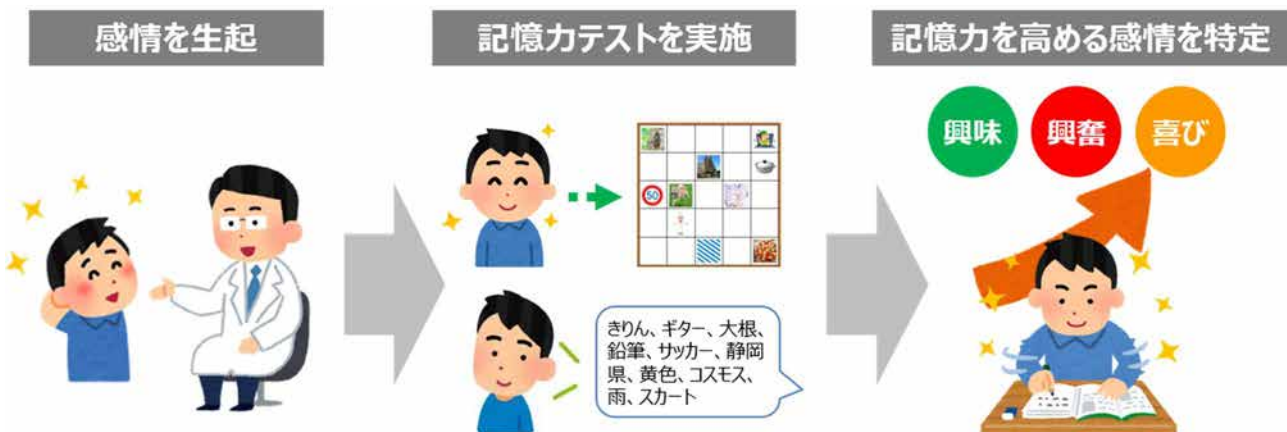 感情を生起
記憶力テストを実施
50
きりん、ギター、大根、
鉛筆、サッカー、静岡
県、黄色、コスモス、
雨、スカート
記憶力を高める感情を特定
興味
興奮
喜び